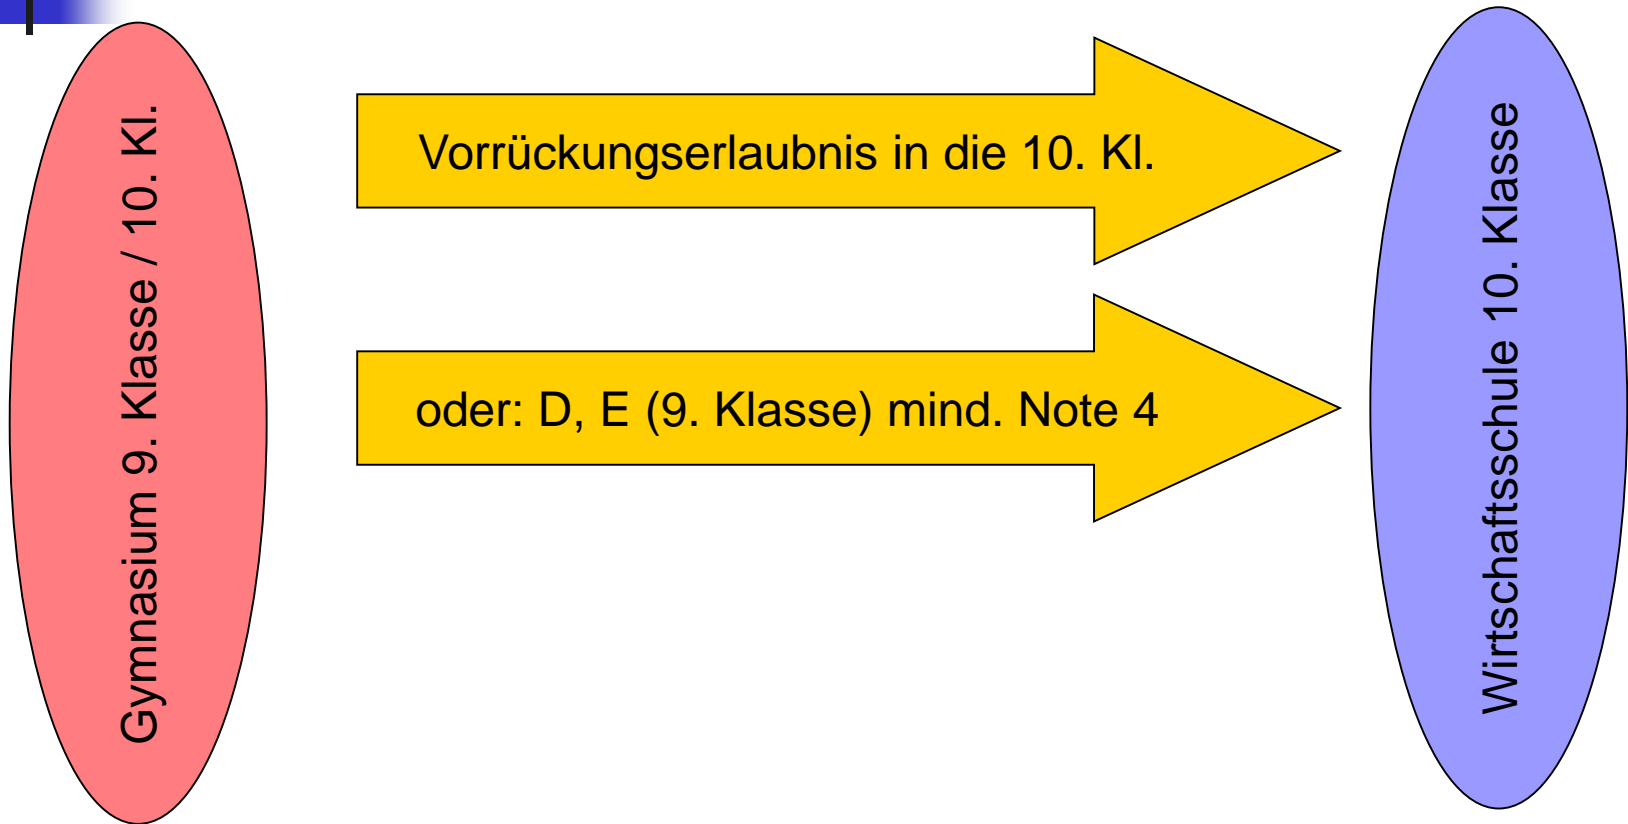 Gymnasium 9. Klasse / 10. Kl.
Vorrückungserlaubnis in die 10. Kl.
oder: D, E (9. Klasse) mind. Note 4
Wirtschaftsschule 10. Klasse